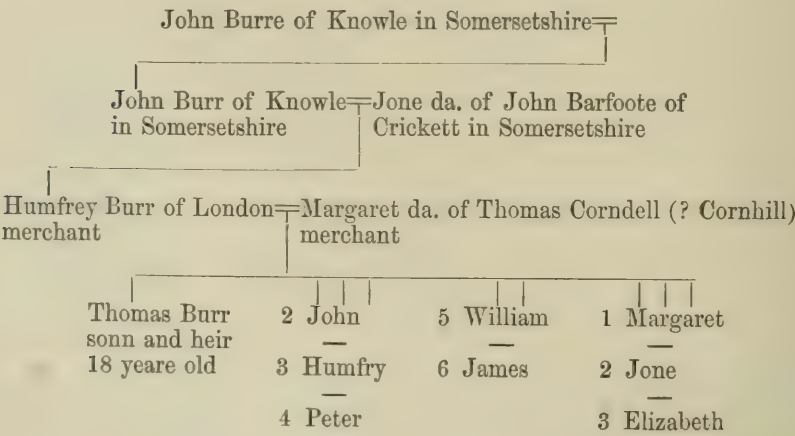 John Burre of Knowle in Somersetshire
John Burr of Knowle Jone da. of John Barfoote of
in Somersetshire Crickett in Somersetshire
Humfrey Burr of London Margaret da. of Thomas Corndell (? Cornhill)
merchant merchant
Thomas Burr 2 John 5 William 1 Margaret
sonn and heir
18 yeare old 3 Humfry 6 James 2 Jone
4 Peter 3 Elizabeth